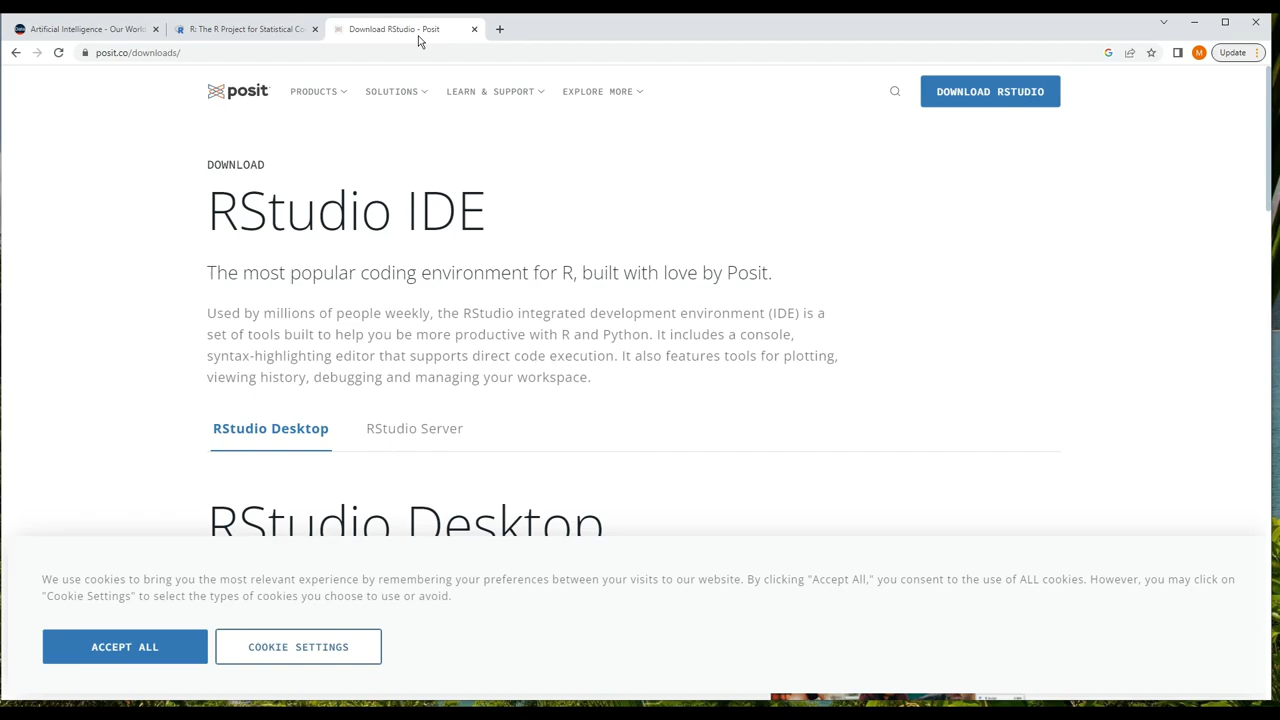 Artificial Intelligence - Our World
R: The R Project for Statistical Co
Download RStudio - Posit
posit.co/downloads/
M
Update
posit
PRODUCTS
SOLUTIONS
LEARN & SUPPORT
EXPLORE MORE
DOWNLOAD RSTUDIO
DOWNLOAD
RStudio IDE
The most popular coding environment for R, built with love by Posit.
Used by millions of people weekly, the RStudio integrated development environment (IDE) is a
set of tools built to help you be more productive with R and Python. It includes a console,
syntax-highlighting editor that supports direct code execution. It also features tools for plotting,
viewing history, debugging and managing your workspace.
RStudio Desktop
RStudio Server
RStudio Desktop
We use cookies to bring you the most relevant experience by remembering your preferences between your visits to our website. By clicking "Accept All," you consent to the use of ALL cookies. However, you may click on
"Cookie Settings" to select the types of cookies you choose to use or avoid.
ACCEPT ALL
COOKIE SETTINGS